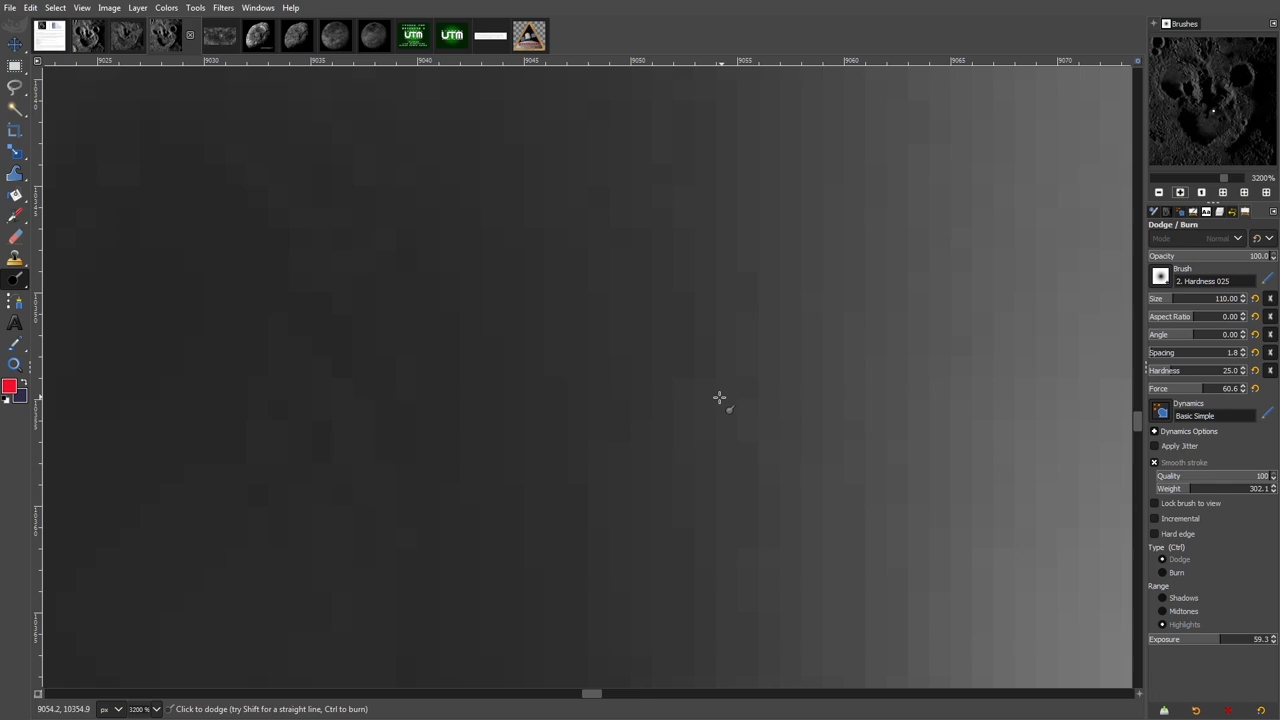 File Edit Select View Image Layer Colors Tools Filters Windows Help
UTM UTM
Brushes
9025 9030 9035 9040 9045 9050 9055 9060 9065 9070
3200%
Dodge / Burn
Mode Normal
Opacity 100.0
Brush
2. Hardness 025
Size 110.00
Aspect Ratio 0.00
Angle 0.00
Spacing 1.8
Hardness 25.0
Force 60.6
Dynamics
Basic Simple
Dynamics Options
Apply Jitter
Smooth stroke
Quality 100
Weight 302.1
Lock brush to view
Incremental
Hard edge
Type (Ctrl)
Dodge
Burn
Range
Shadows
Midtones
Highlights
Exposure 59.3
9054.2, 10354.9 px 3200 % Click to dodge (try Shift for a straight line, Ctrl to burn)